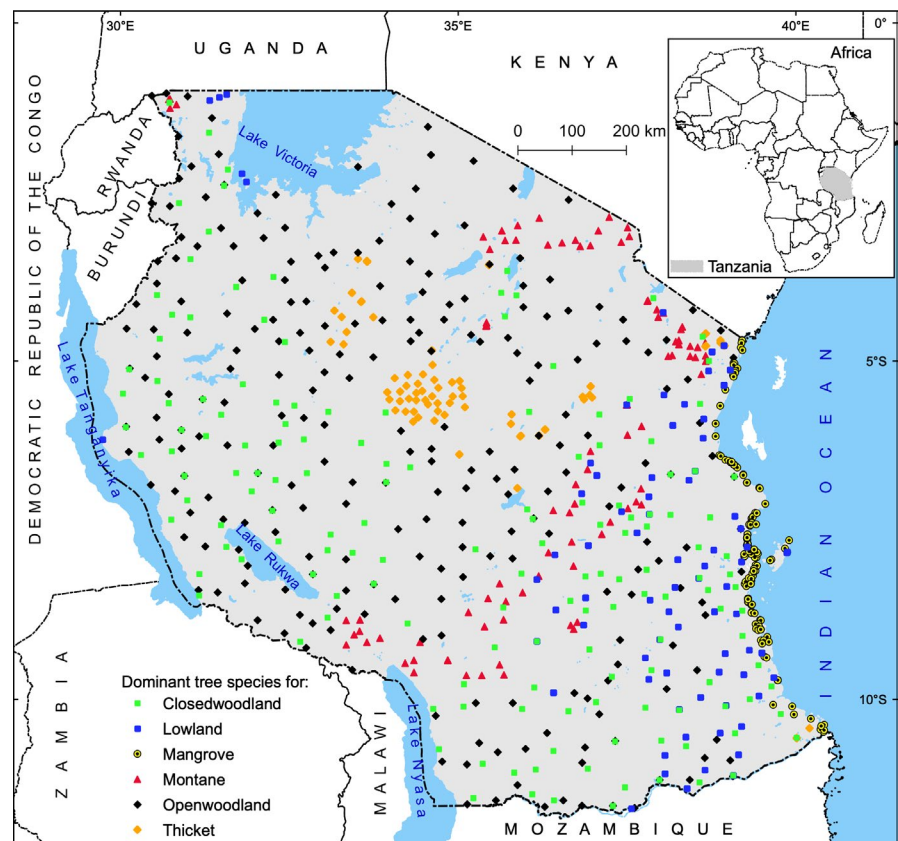 30°E
35°E
40°E
0°
UGANDA
KENYA
Africa
Tanzania
0 100 200 km
DEMOCRATIC REPUBLIC OF THE CONGO
RWANDA
BURUNDI
Lake Victoria
5°S
Lake Tanganyika
INDIAN OCEAN
Lake Rukwa
ZAMBIA
10°S
Dominant tree species for:
Closedwoodland
Lowland
Mangrove
Montane
Openwoodland
Thicket
MALAWI
Lake Nyasa
MOZAMBIQUE